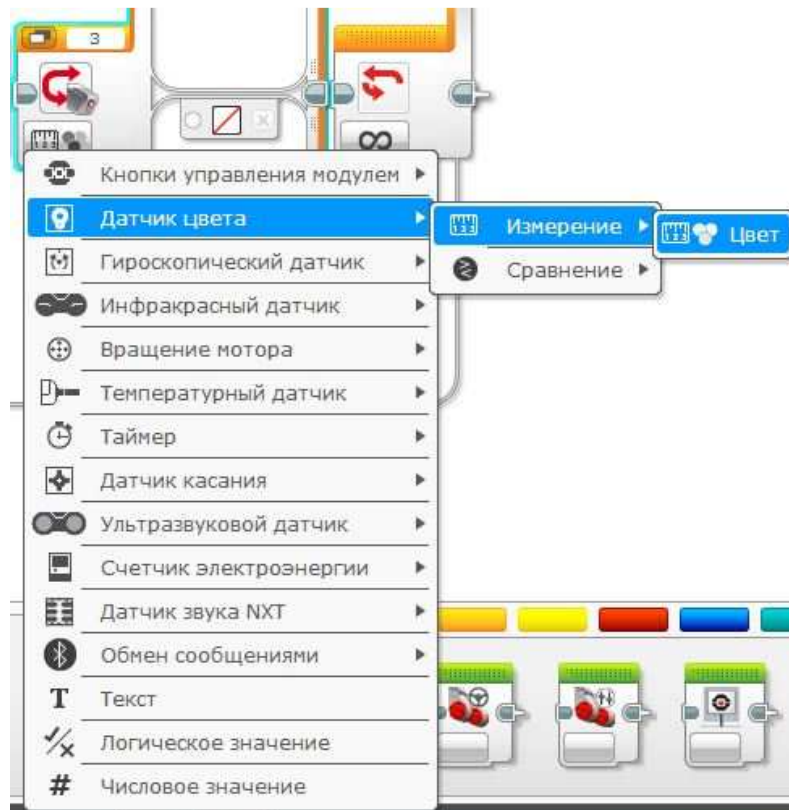 3
Кнопки управления модулем
Датчик цвета
Измерение
Цвет
Гироскопический датчик
Сравнение
Инфракрасный датчик
Вращение мотора
Температурный датчик
Таймер
Датчик касания
Ультразвуковой датчик
Счетчик электроэнергии
Датчик звука NXT
Обмен сообщениями
T Текст
Логическое значение
# Числовое значение